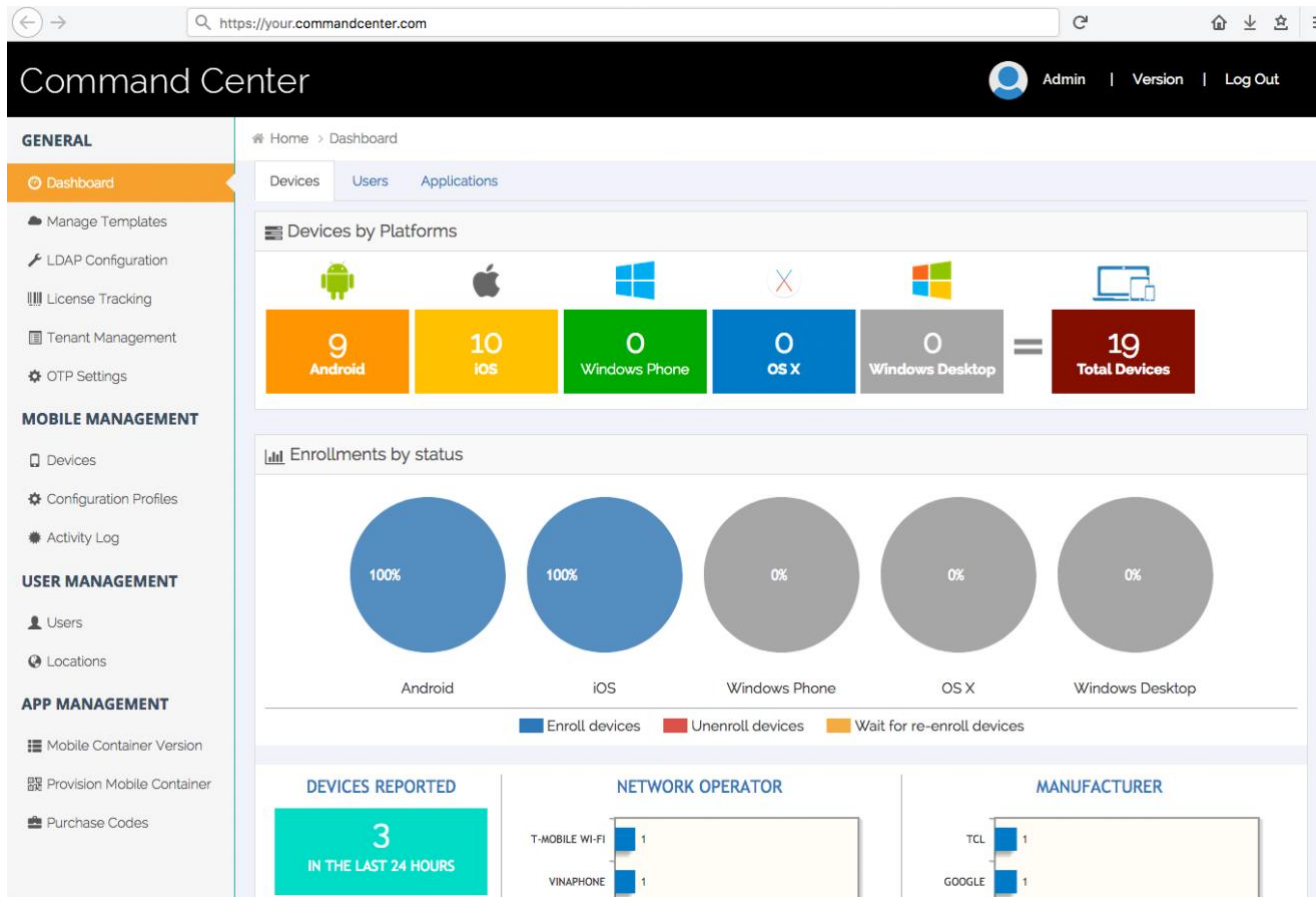 https://your.commandcenter.com
Command Center
Admin | Version | Log Out
GENERAL
Dashboard
Manage Templates
LDAP Configuration
License Tracking
Tenant Management
OTP Settings
MOBILE MANAGEMENT
Devices
Configuration Profiles
Activity Log
USER MANAGEMENT
Users
Locations
APP MANAGEMENT
Mobile Container Version
Provision Mobile Container
Purchase Codes
Home > Dashboard
Devices Users Applications
Devices by Platforms
9 10 0 0 0 = 19
Android iOS Windows Phone OS X Windows Desktop Total Devices
Enrollments by status
100% 100% 0% 0% 0%
Android iOS Windows Phone OS X Windows Desktop
Enroll devices Unenroll devices Wait for re-enroll devices
DEVICES REPORTED
3
IN THE LAST 24 HOURS
NETWORK OPERATOR
T-MOBILE WI-FI 1
VINAPHONE 1
MANUFACTURER
TCL 1
GOOGLE 1